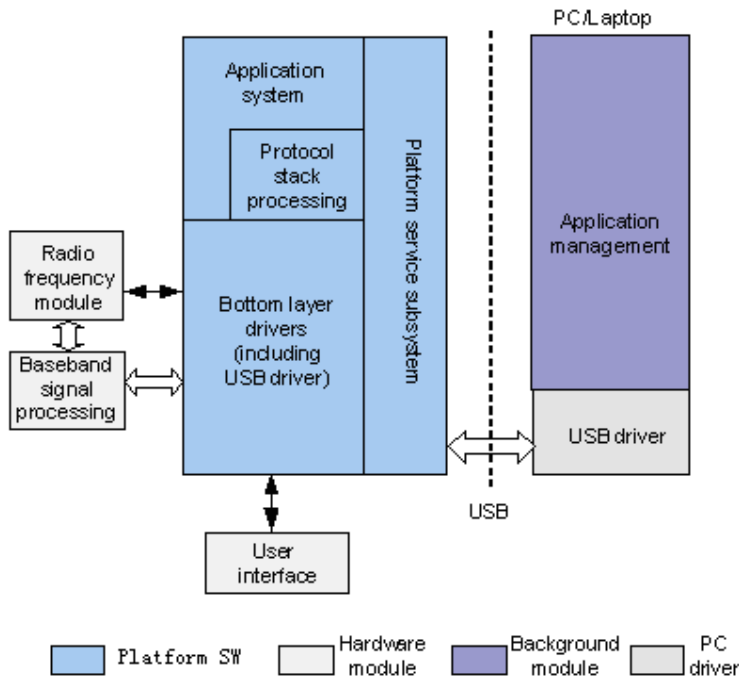 PC/Laptop
Application
system
Protocol
stack
processing
Platform service subsystem
Application
management
Radio
frequency
module
Bottom layer
drivers
(including
USB driver)
Baseband
signal
processing
USB driver
USB
User
interface
Platform SW
Hardware
module
Background
module
PC
driver